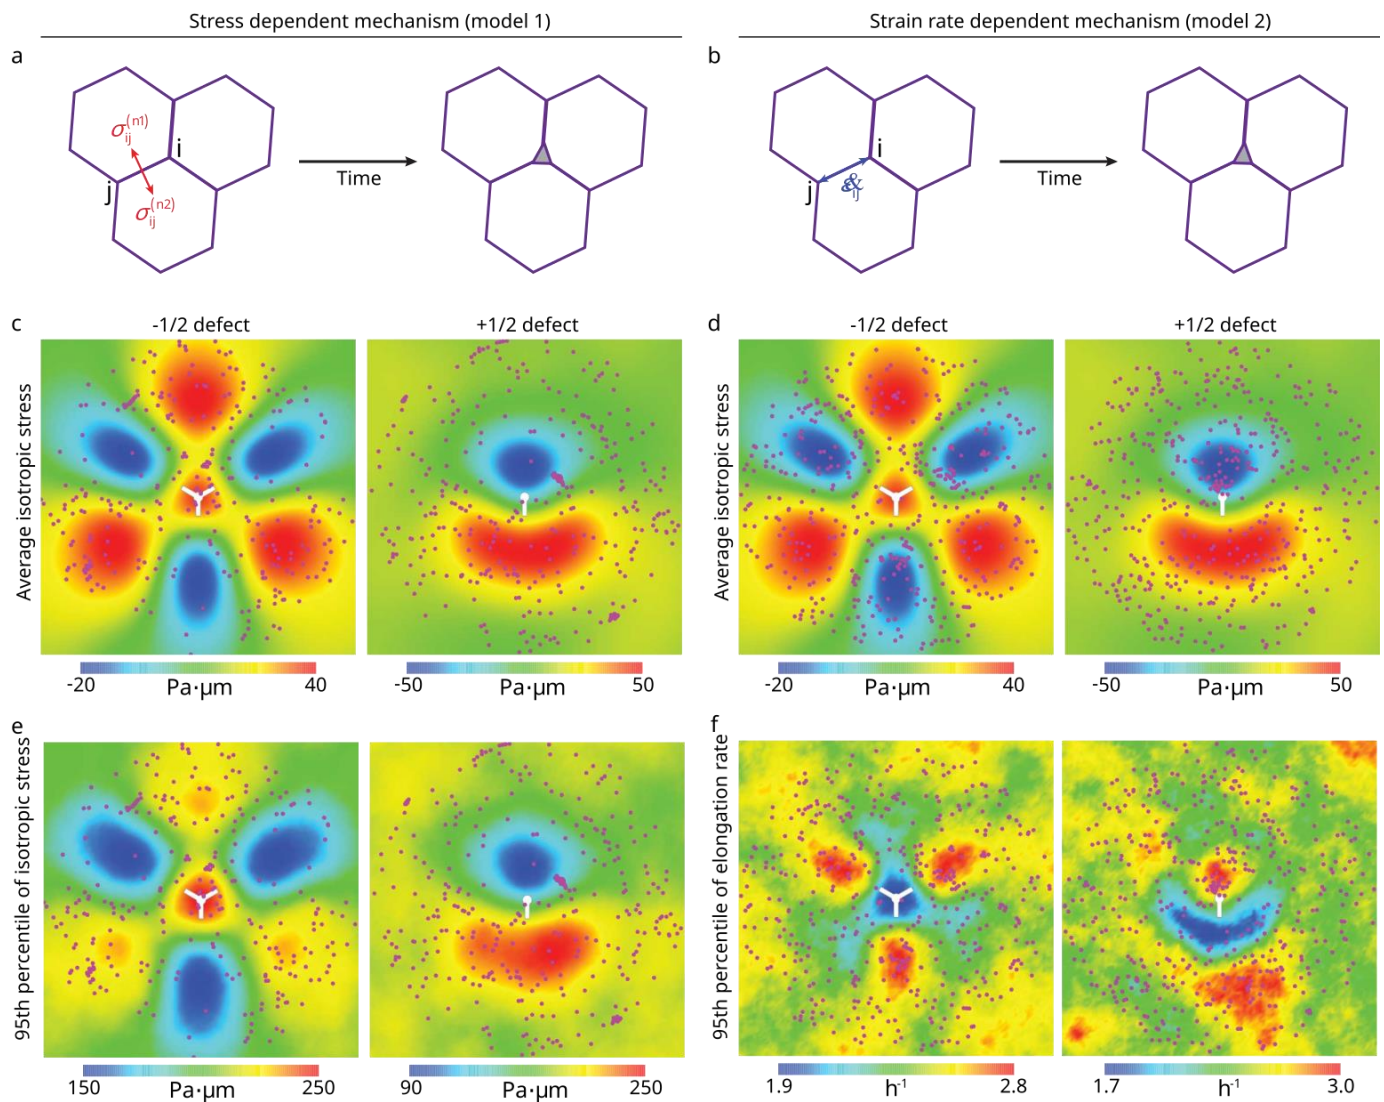 Stress dependent mechanism (model 1)
Strain rate dependent mechanism (model 2)
a
b
σij(n1)
i
j
σij(n2)
Time
i
j
ij
Time
c
-1/2 defect
+1/2 defect
d
-1/2 defect
+1/2 defect
Average isotropic stress
Average isotropic stress
-20 Pa·µm 40
-50 Pa·µm 50
-20 Pa·µm 40
-50 Pa·µm 50
e
f
95th percentile of isotropic stress
95th percentile of elongation rate
150 Pa·µm 250
90 Pa·µm 250
1.9 h-1 2.8
1.7 h-1 3.0